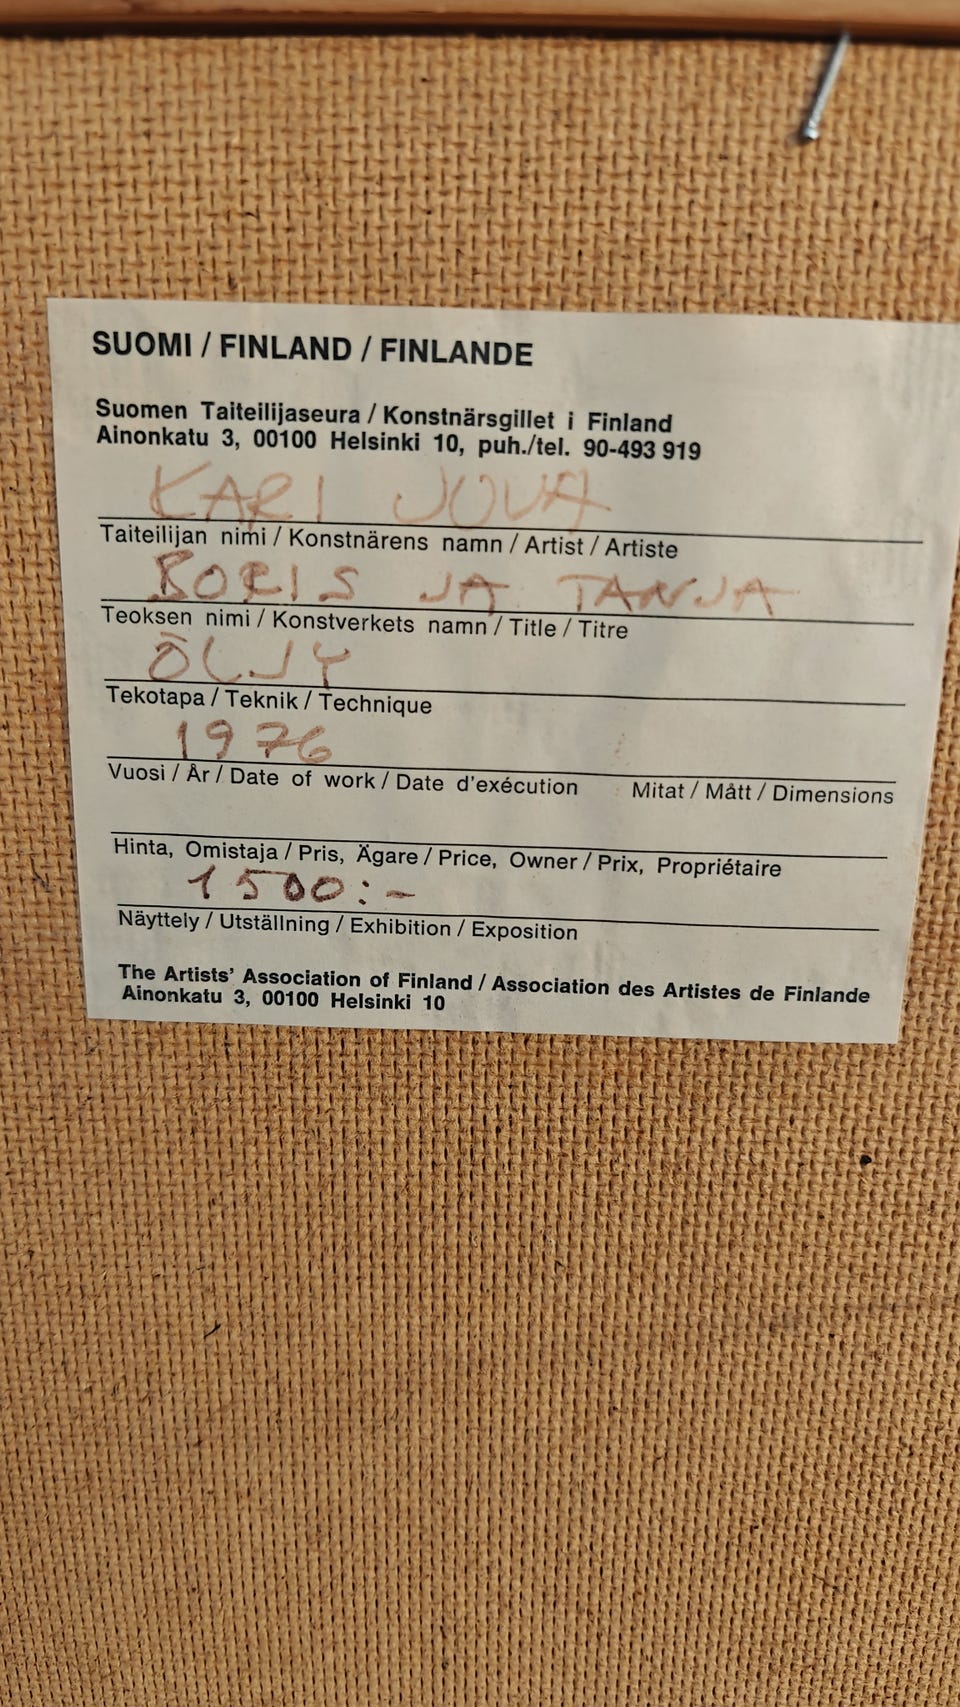 SUOMI / FINLAND / FINLANDE
Suomen Taiteilijaseura / Konstnärsgillet i Finland
Ainonkatu 3, 00100 Helsinki 10, puh./tel. 90-493 919
KARI JOVA
Taiteilijan nimi / Konstnärens namn / Artist / Artiste
BORIS JA TANJA
Teoksen nimi / Konstverkets namn / Title / Titre
ÖLJY
Tekotapa / Teknik / Technique
1976
Vuosi / År / Date of work / Date d'exécution Mitat / Mått / Dimensions
Hinta, Omistaja / Pris, Ägare / Price, Owner / Prix, Propriétaire
1500:-
Näyttely / Utställning / Exhibition / Exposition
The Artists' Association of Finland / Association des Artistes de Finlande
Ainonkatu 3, 00100 Helsinki 10